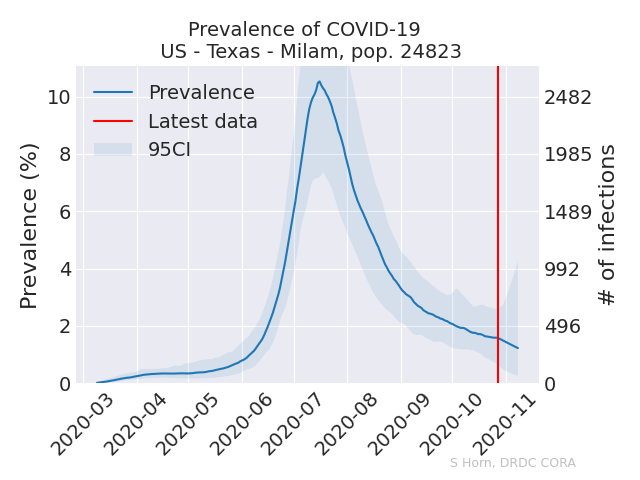 Prevalence of COVID-19
US - Texas - Milam, pop. 24823
Prevalence
Latest data
95CI
Prevalence (%)
10
8
6
4
2
0
2482
1985
1489
992
496
0
# of infections
2020-03
2020-04
2020-05
2020-06
2020-07
2020-08
2020-09
2020-10
2020-11
S Horn, DRDC CORA